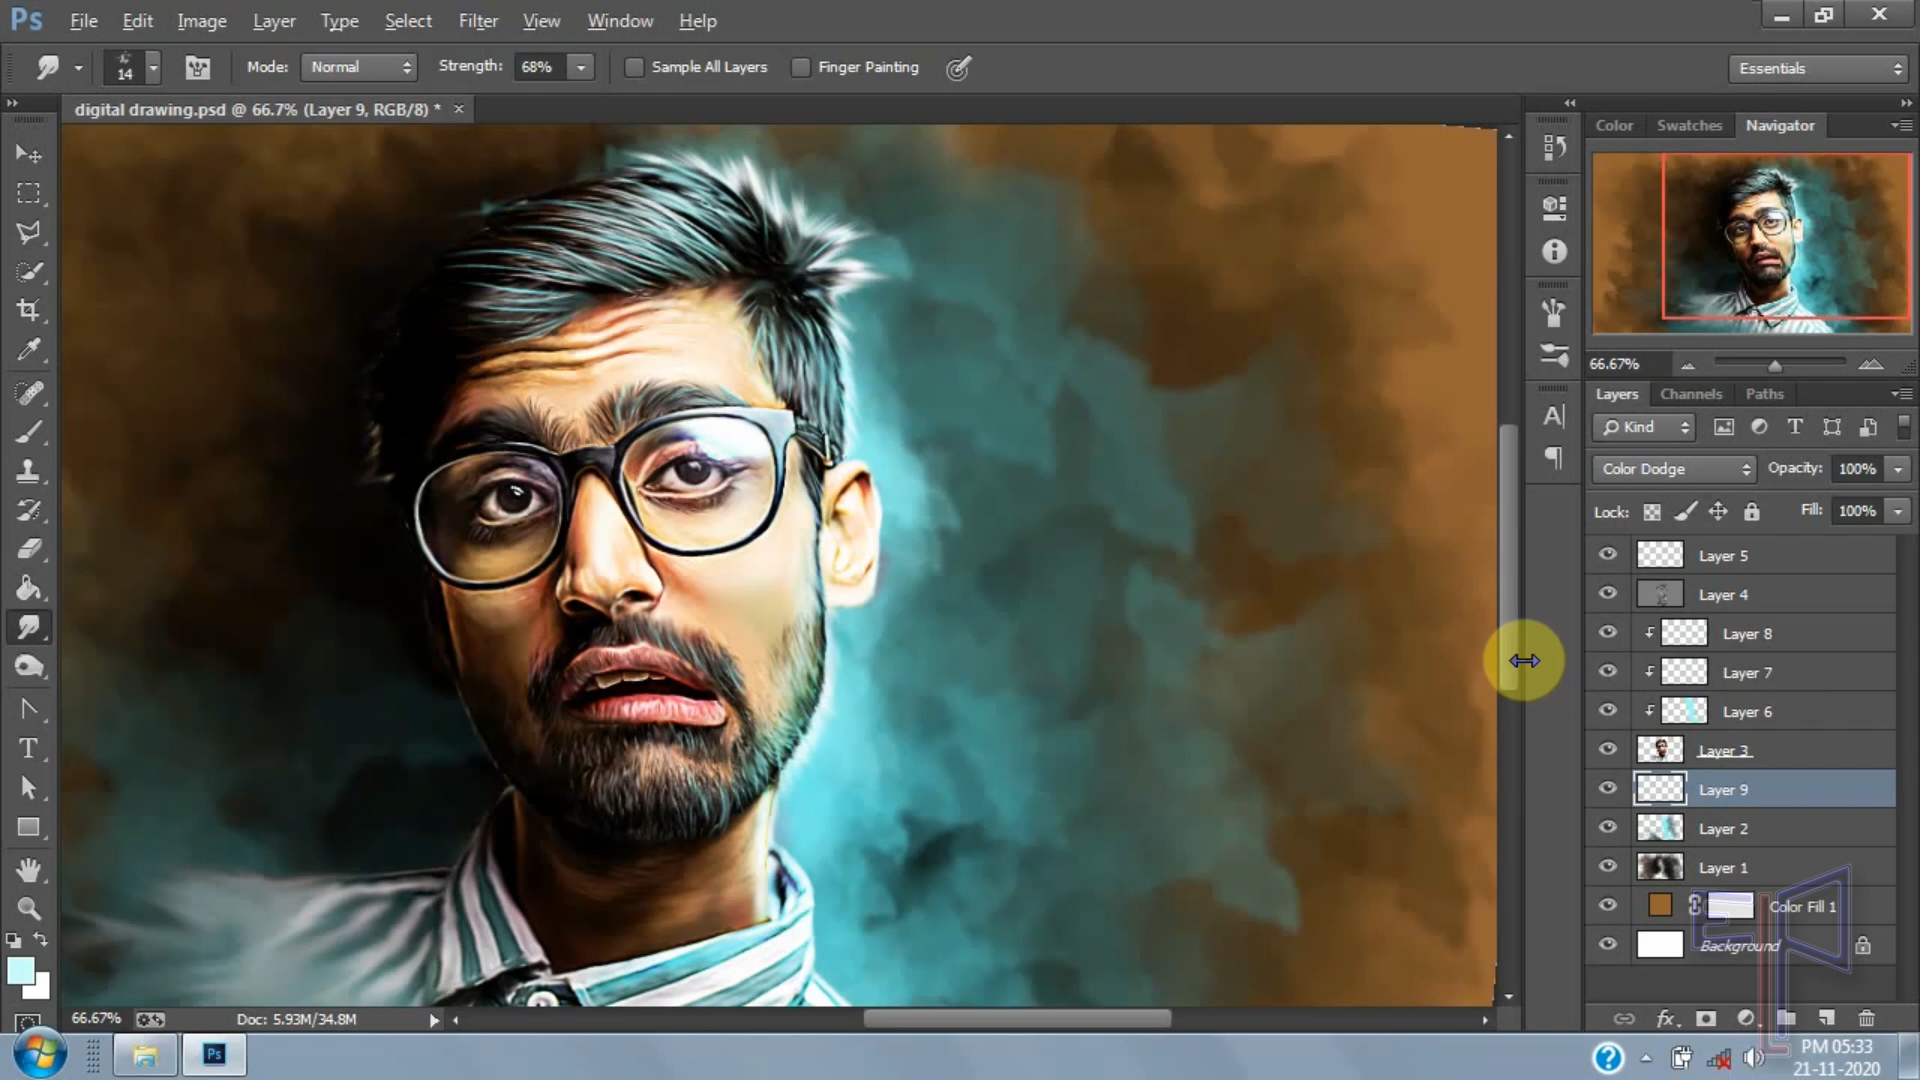 Ps File Edit Image Layer Type Select Filter View Window Help
14 Mode: Normal Strength: 68% Sample All Layers Finger Painting Essentials
digital drawing.psd @ 66.7% (Layer 9, RGB/8) * ×
Color Swatches Navigator
66.67%
Layers Channels Paths
Kind
Color Dodge Opacity: 100%
Lock: Fill: 100%
Layer 5
Layer 4
Layer 8
Layer 7
Layer 6
Layer 3
Layer 9
Layer 2
Layer 1
Color Fill 1
Background
66.67% Doc: 5.93M/34.8M
fx
Ps
PM 05:33
21-11-2020